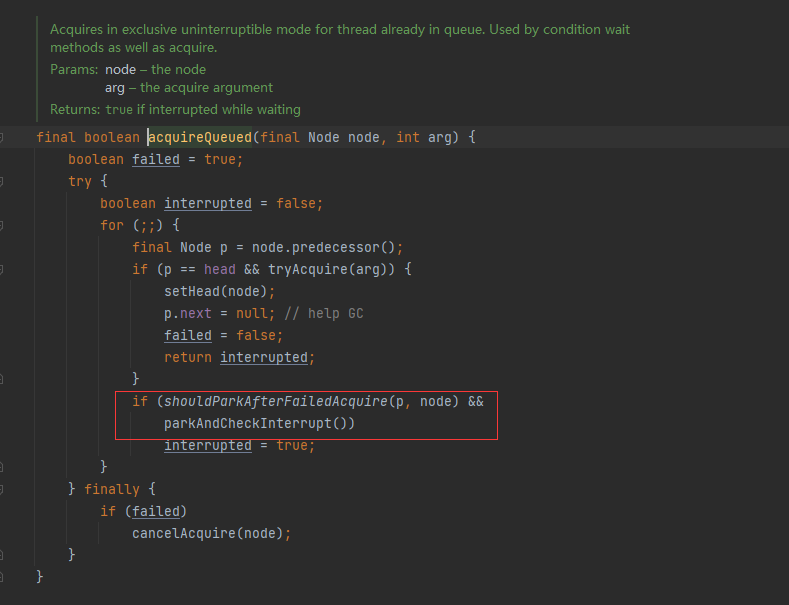 Acquires in exclusive uninterruptible mode for thread already in queue. Used by condition wait
methods as well as acquire.
Params: node – the node
arg – the acquire argument
Returns: true if interrupted while waiting
final boolean acquireQueued(final Node node, int arg) {
boolean failed = true;
try {
boolean interrupted = false;
for (;;) {
final Node p = node.predecessor();
if (p == head && tryAcquire(arg)) {
setHead(node);
p.next = null; // help GC
failed = false;
return interrupted;
}
if (shouldParkAfterFailedAcquire(p, node) &&
parkAndCheckInterrupt())
interrupted = true;
}
} finally {
if (failed)
cancelAcquire(node);
}
}